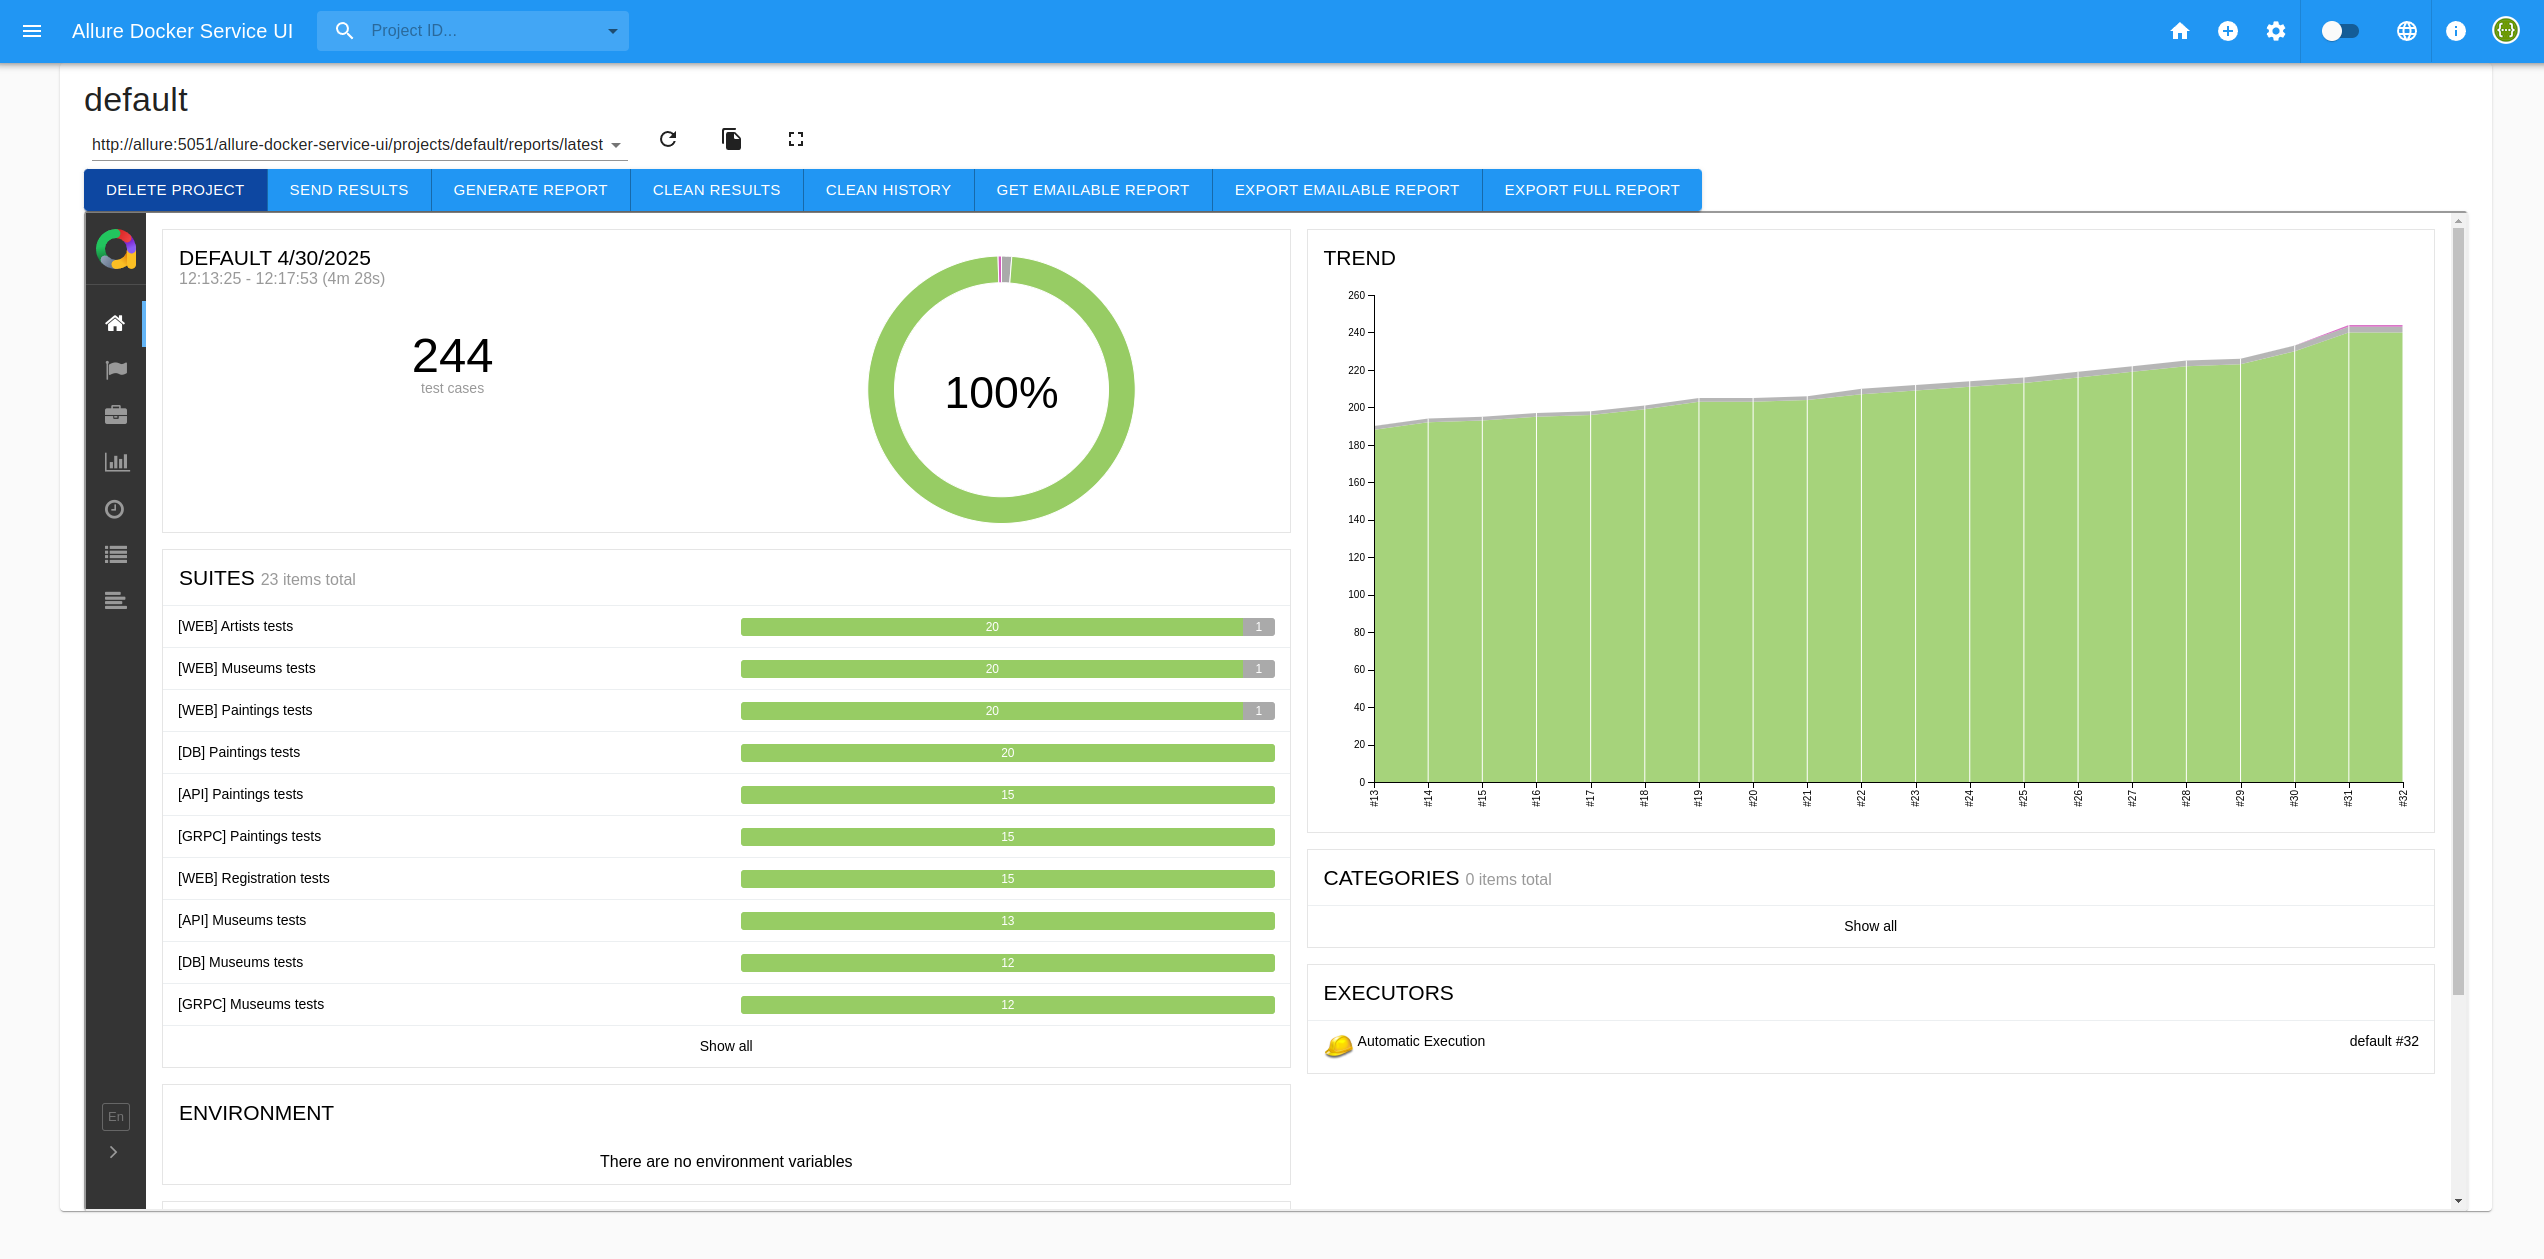 Allure Docker Service UI
Project ID...
default
http://allure:5051/allure-docker-service-ui/projects/default/reports/latest
DELETE PROJECT
SEND RESULTS
GENERATE REPORT
CLEAN RESULTS
CLEAN HISTORY
GET EMAILABLE REPORT
EXPORT EMAILABLE REPORT
EXPORT FULL REPORT
DEFAULT 4/30/2025
12:13:25 - 12:17:53 (4m 28s)
244
test cases
100%
SUITES 23 items total
[WEB] Artists tests 20 1
[WEB] Museums tests 20 1
[WEB] Paintings tests 20 1
[DB] Paintings tests 20
[API] Paintings tests 15
[GRPC] Paintings tests 15
[WEB] Registration tests 15
[API] Museums tests 13
[DB] Museums tests 12
[GRPC] Museums tests 12
Show all
ENVIRONMENT
There are no environment variables
En
TREND
260
240
220
200
180
160
140
120
100
80
60
40
20
0
#13 #14 #15 #16 #17 #18 #19 #20 #21 #22 #23 #24 #25 #26 #27 #28 #29 #30 #31 #32
CATEGORIES 0 items total
Show all
EXECUTORS
Automatic Execution default #32